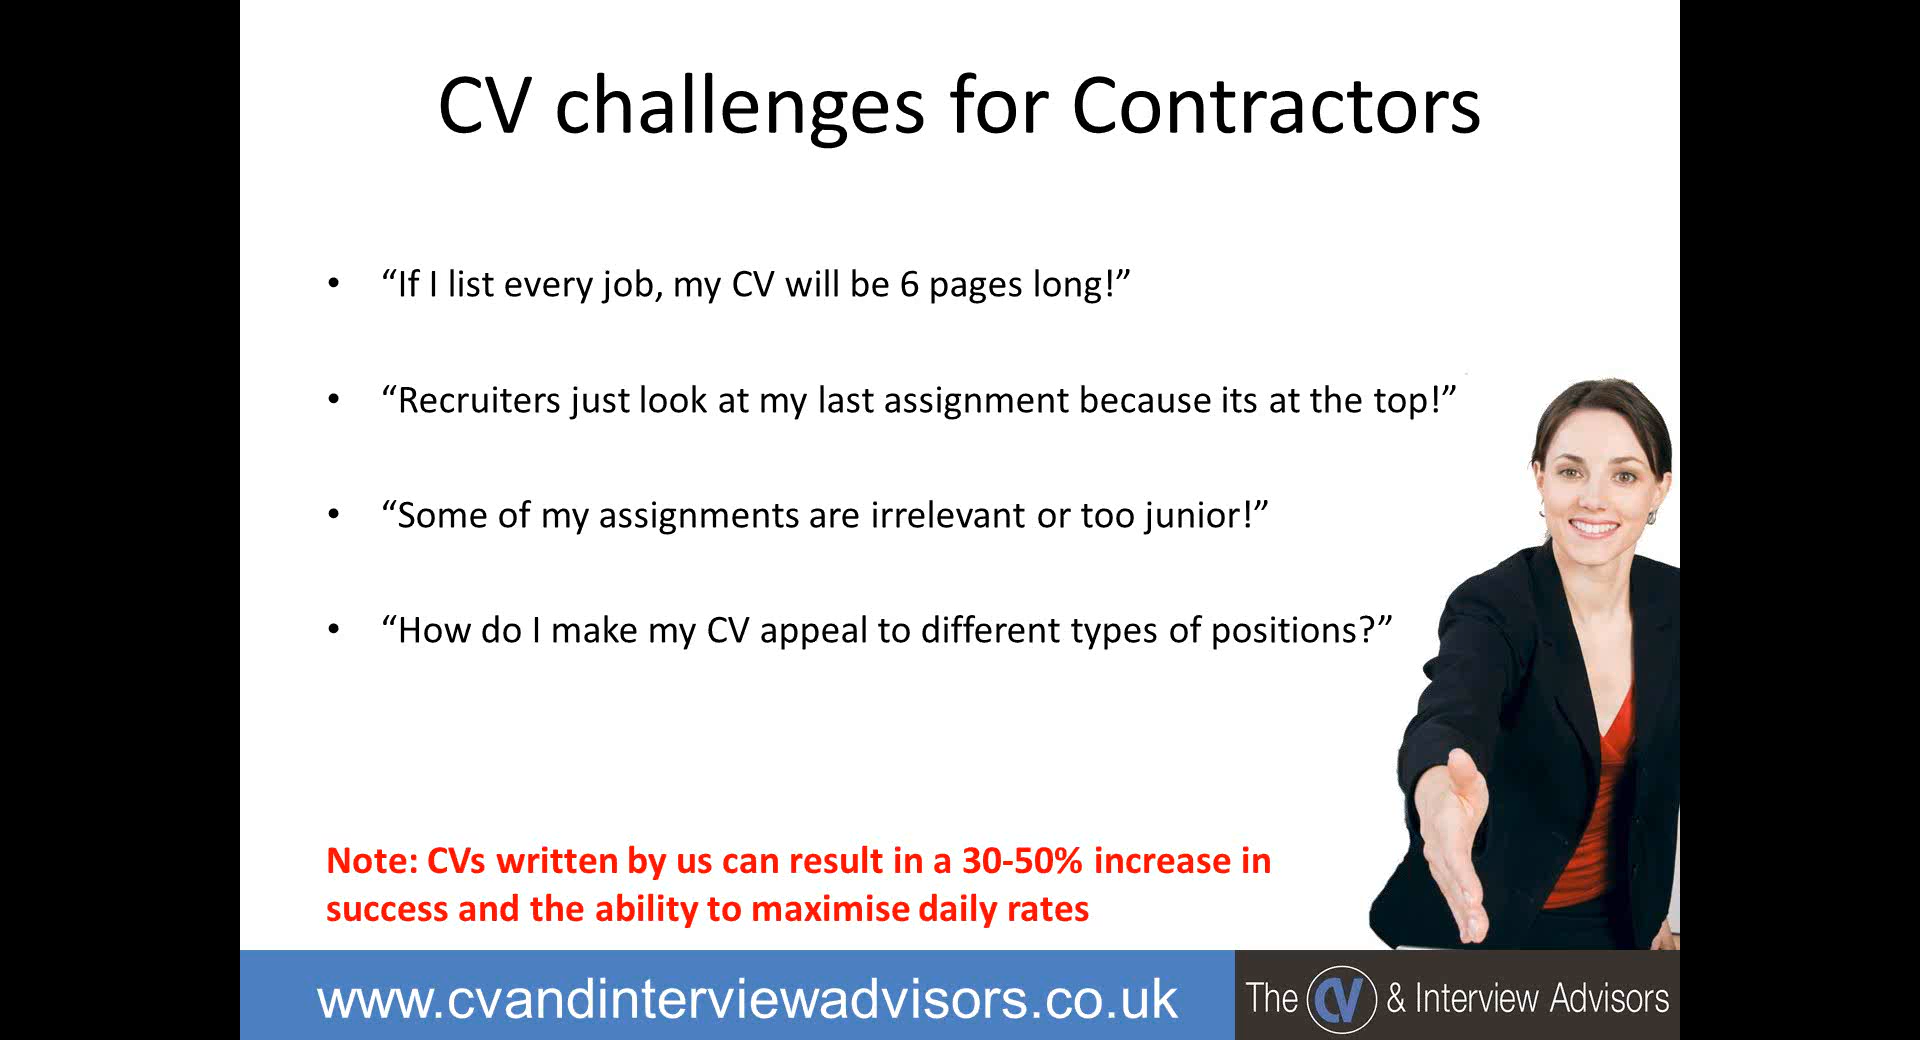 CV challenges for Contractors
• “If I list every job, my CV will be 6 pages long!”
• “Recruiters just look at my last assignment because its at the top!”
• “Some of my assignments are irrelevant or too junior!”
• “How do I make my CV appeal to different types of positions?”
Note: CVs written by us can result in a 30-50% increase in
success and the ability to maximise daily rates
www.cvandinterviewadvisors.co.uk
The CV & Interview Advisors